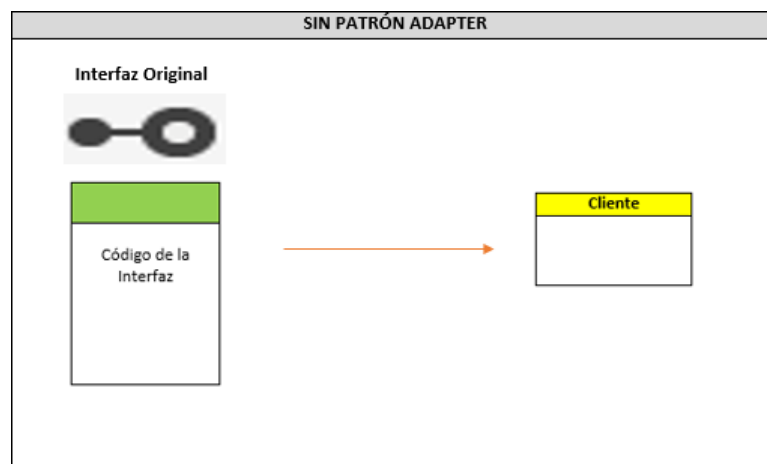 SIN PATRÓN ADAPTER
Interfaz Original
Cliente
Código de la
Interfaz